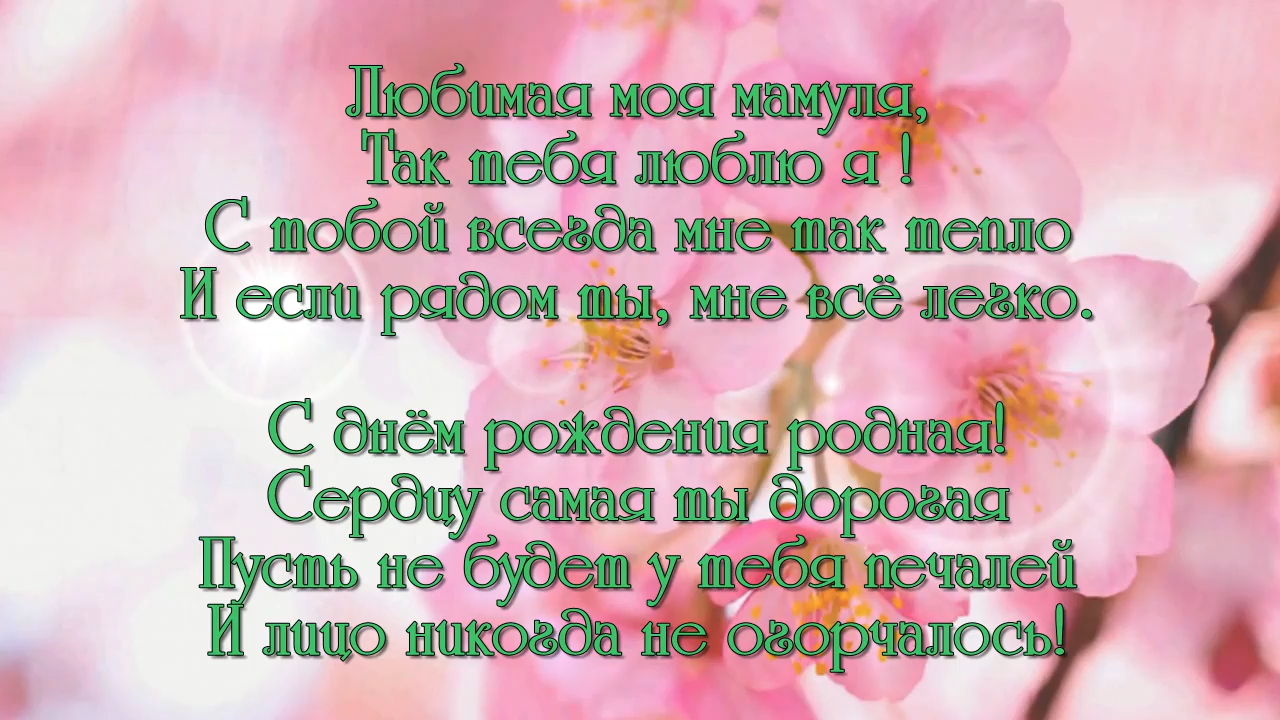 Любимая моя мамуля,
Так тебя люблю я !
С тобой всегда мне так тепло
И если рядом ты, мне всё легко.
С днём рождения родная!
Сердцу самая ты дорогая
Пусть не будет у тебя печалей
И лицо никогда не огорчалось!